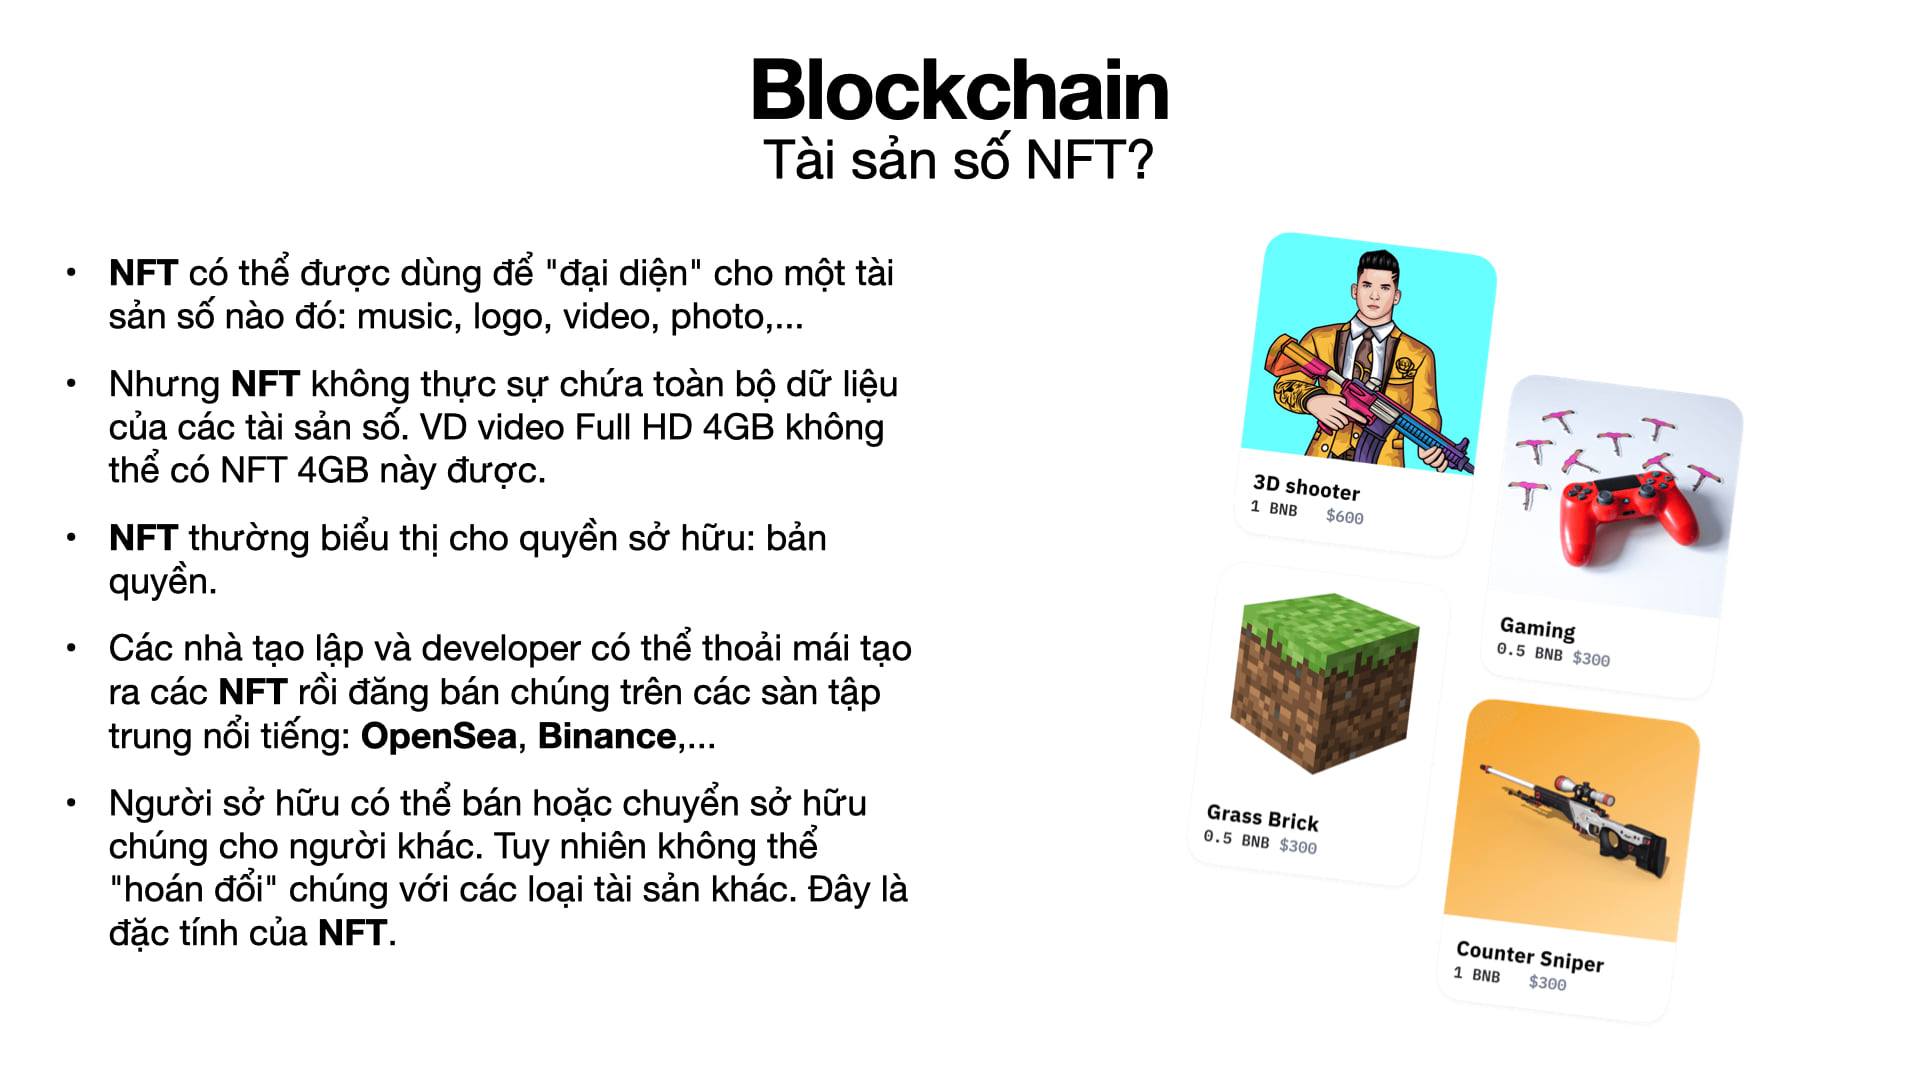 Blockchain
Tài sản số NFT?
• NFT có thể được dùng để "đại diện" cho một tài
sản số nào đó: music, logo, video, photo,...
• Nhưng NFT không thực sự chứa toàn bộ dữ liệu
của các tài sản số. VD video Full HD 4GB không
thể có NFT 4GB này được.
• NFT thường biểu thị cho quyền sở hữu: bản
quyền.
• Các nhà tạo lập và developer có thể thoải mái tạo
ra các NFT rồi đăng bán chúng trên các sàn tập
trung nổi tiếng: OpenSea, Binance,...
• Người sở hữu có thể bán hoặc chuyển sở hữu
chúng cho người khác. Tuy nhiên không thể
"hoán đổi" chúng với các loại tài sản khác. Đây là
đặc tính của NFT.
3D shooter
1 BNB $600
Gaming
0.5 BNB $300
Grass Brick
0.5 BNB $300
Counter Sniper
1 BNB $300